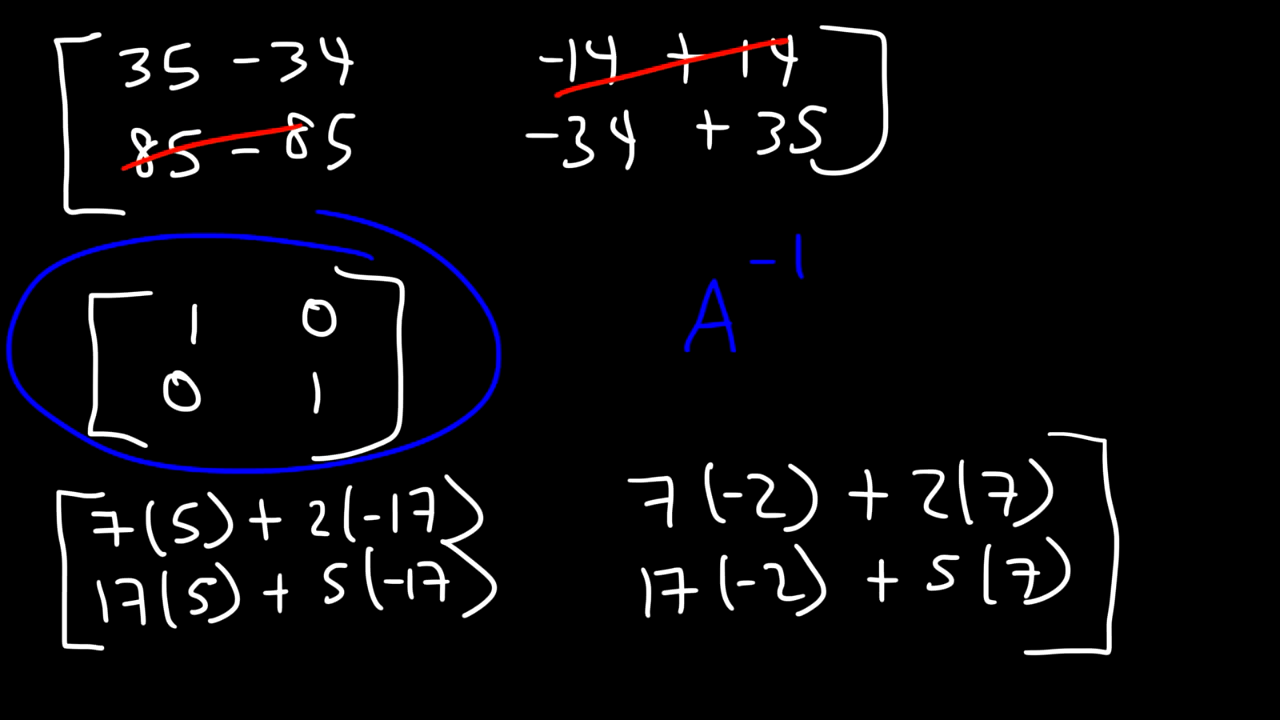 35 - 34 -14 + 14
85 - 85 -34 + 35
A^-1
1 0
0 1
7(5) + 2(-17) 7(-2) + 2(7)
17(5) + 5(-17) 17(-2) + 5(7)